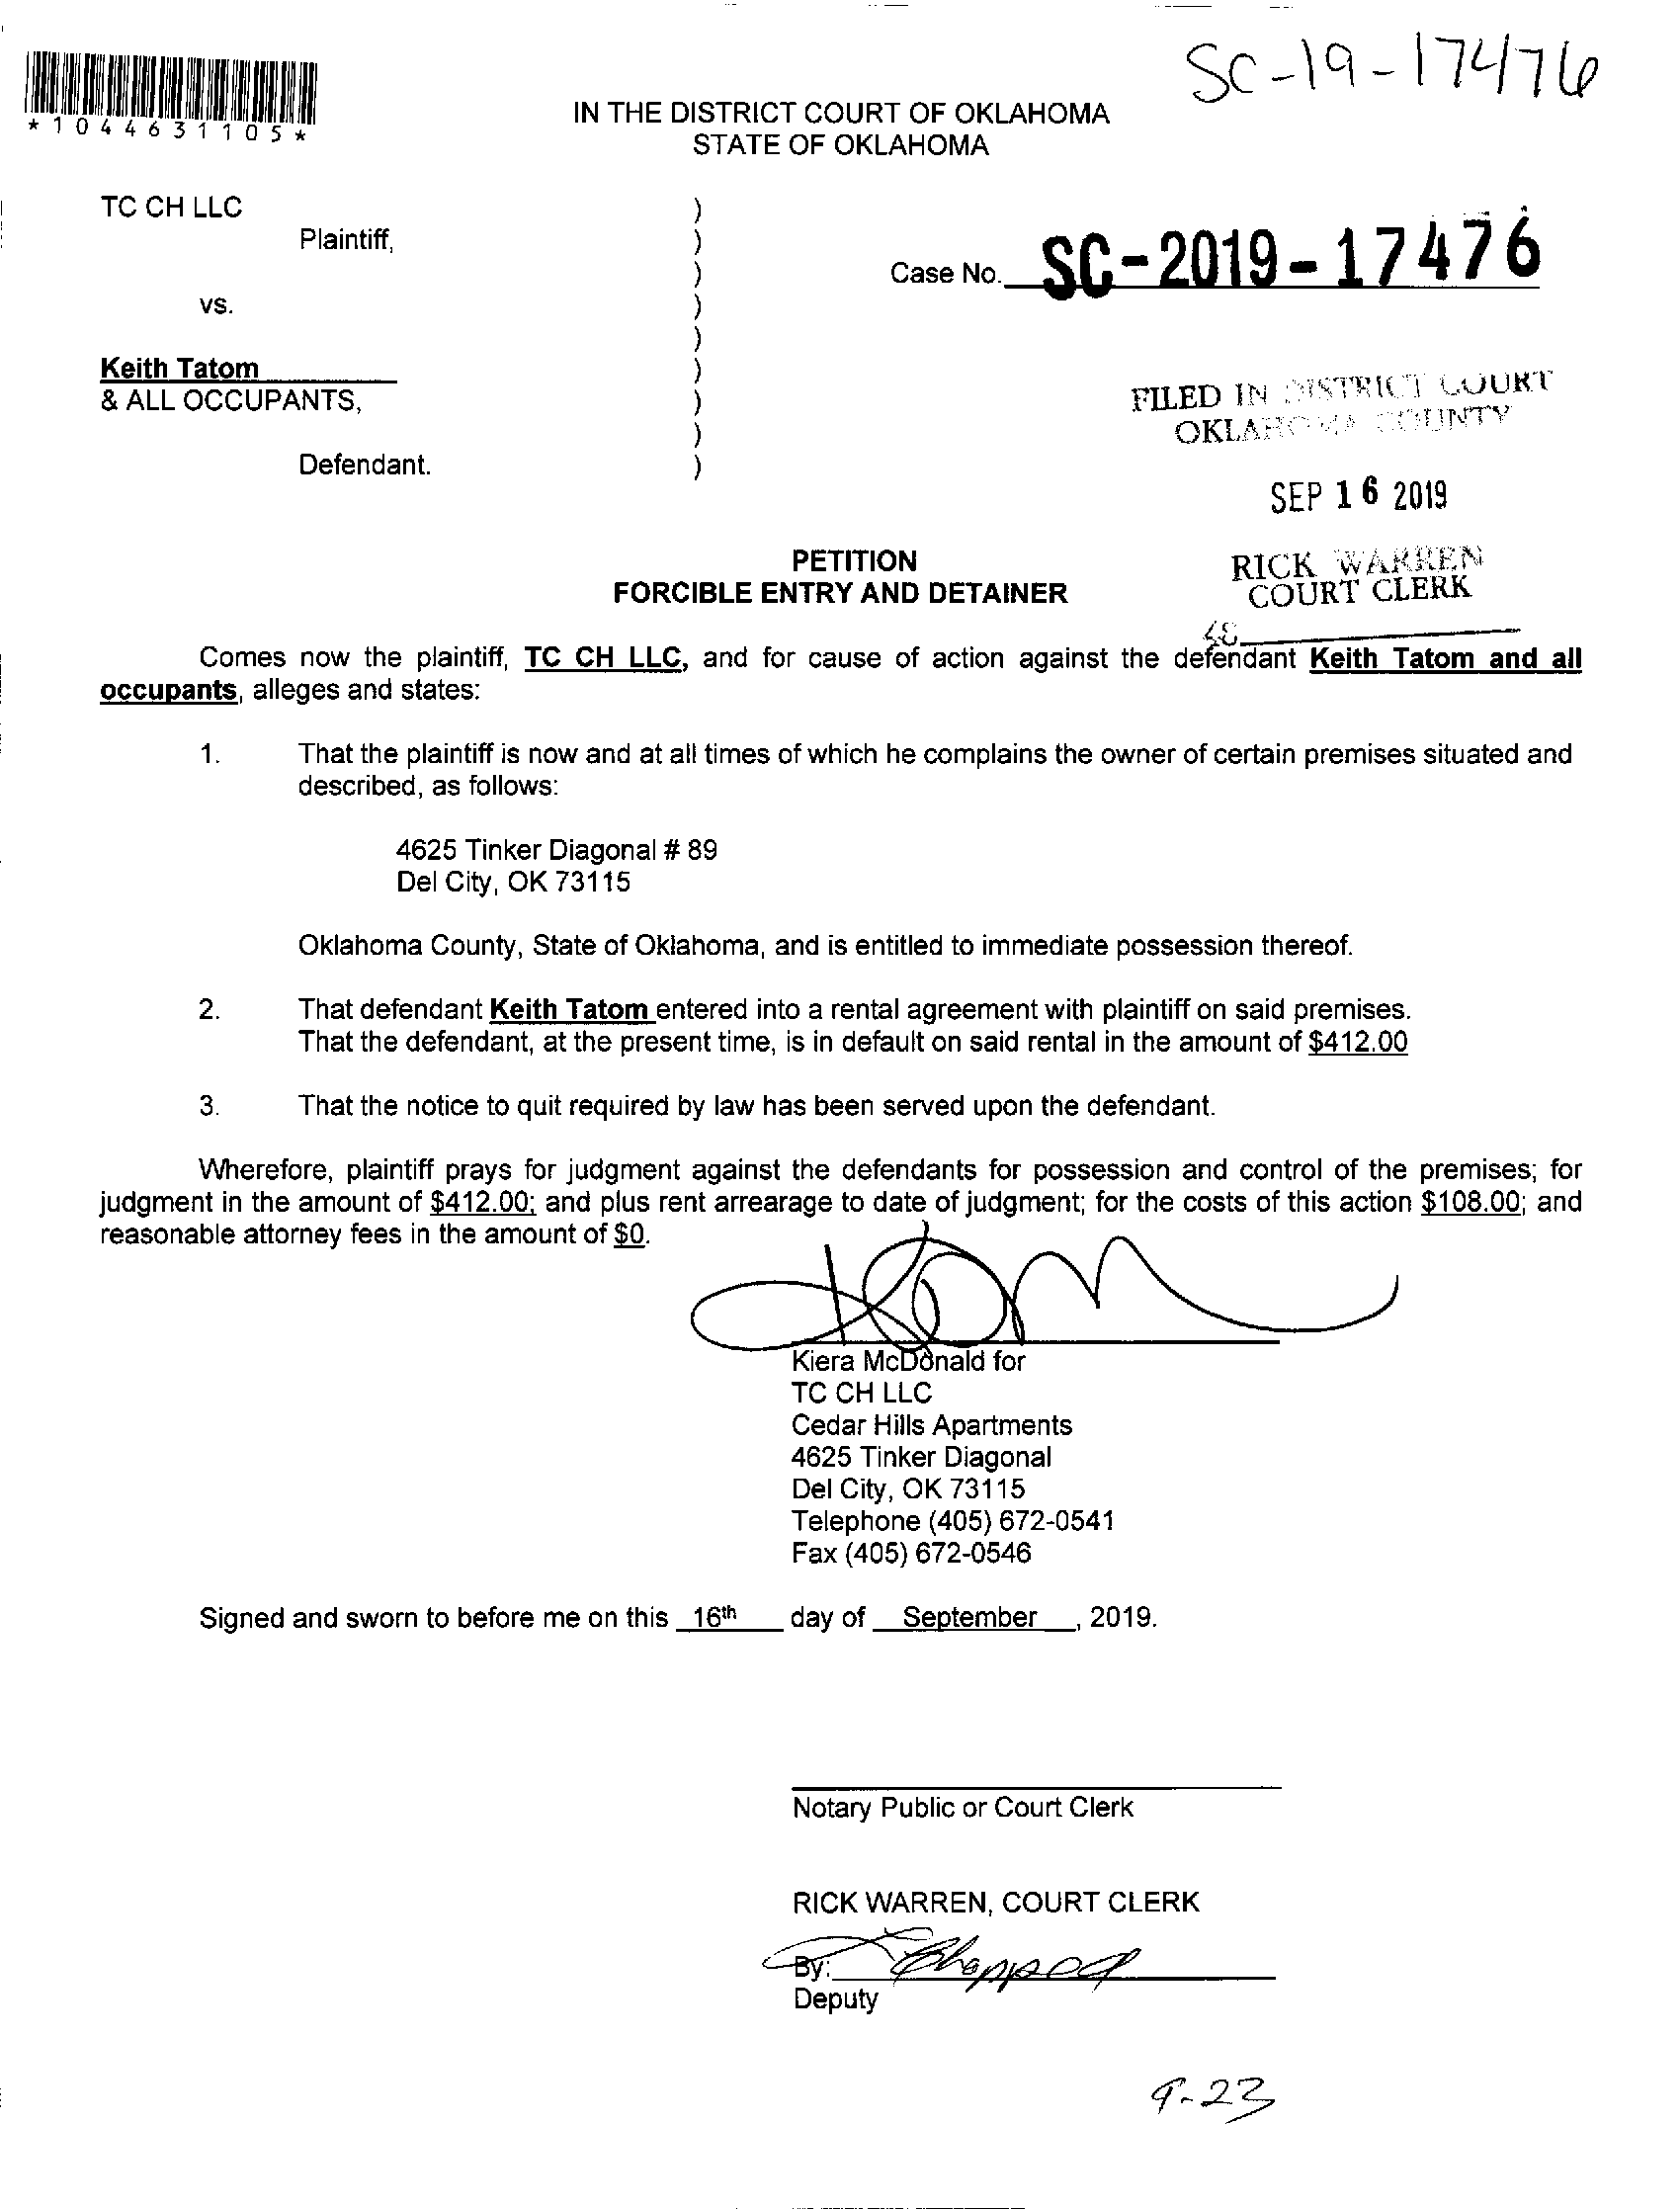 SC-19-17476
*1044631105*
IN THE DISTRICT COURT OF OKLAHOMA
STATE OF OKLAHOMA
TC CH LLC
Plaintiff,
vs.
Keith Tatom
& ALL OCCUPANTS,
Defendant.
)
)
)
)
)
)
)
)
)
Case No. SC-2019-17476
FILED IN DISTRICT COURT
OKLAHOMA COUNTY
SEP 16 2019
RICK WARREN
COURT CLERK
PETITION
FORCIBLE ENTRY AND DETAINER
Comes now the plaintiff, TC CH LLC, and for cause of action against the defendant Keith Tatom and all
occupants, alleges and states:
1. That the plaintiff is now and at all times of which he complains the owner of certain premises situated and
described, as follows:
4625 Tinker Diagonal # 89
Del City, OK 73115
Oklahoma County, State of Oklahoma, and is entitled to immediate possession thereof.
2. That defendant Keith Tatom entered into a rental agreement with plaintiff on said premises.
That the defendant, at the present time, is in default on said rental in the amount of $412.00
3. That the notice to quit required by law has been served upon the defendant.
Wherefore, plaintiff prays for judgment against the defendants for possession and control of the premises; for
judgment in the amount of $412.00; and plus rent arrearage to date of judgment; for the costs of this action $108.00; and
reasonable attorney fees in the amount of $0.
Kiera McDonald for
TC CH LLC
Cedar Hills Apartments
4625 Tinker Diagonal
Del City, OK 73115
Telephone (405) 672-0541
Fax (405) 672-0546
Signed and sworn to before me on this 16th day of September, 2019.
Notary Public or Court Clerk
RICK WARREN, COURT CLERK
By:
Deputy
9-23